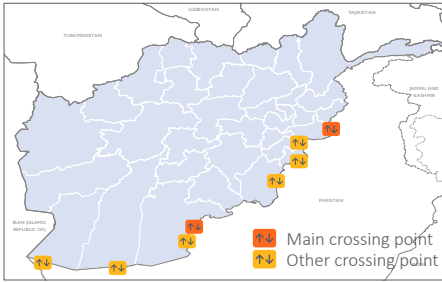 UZBEKISTAN
TAJIKISTAN
TURKMENISTAN
JAMMU AND
KASHMIR
PAKISTAN
IRAN (ISLAMIC
REPUBLIC OF)
Main crossing point
Other crossing point